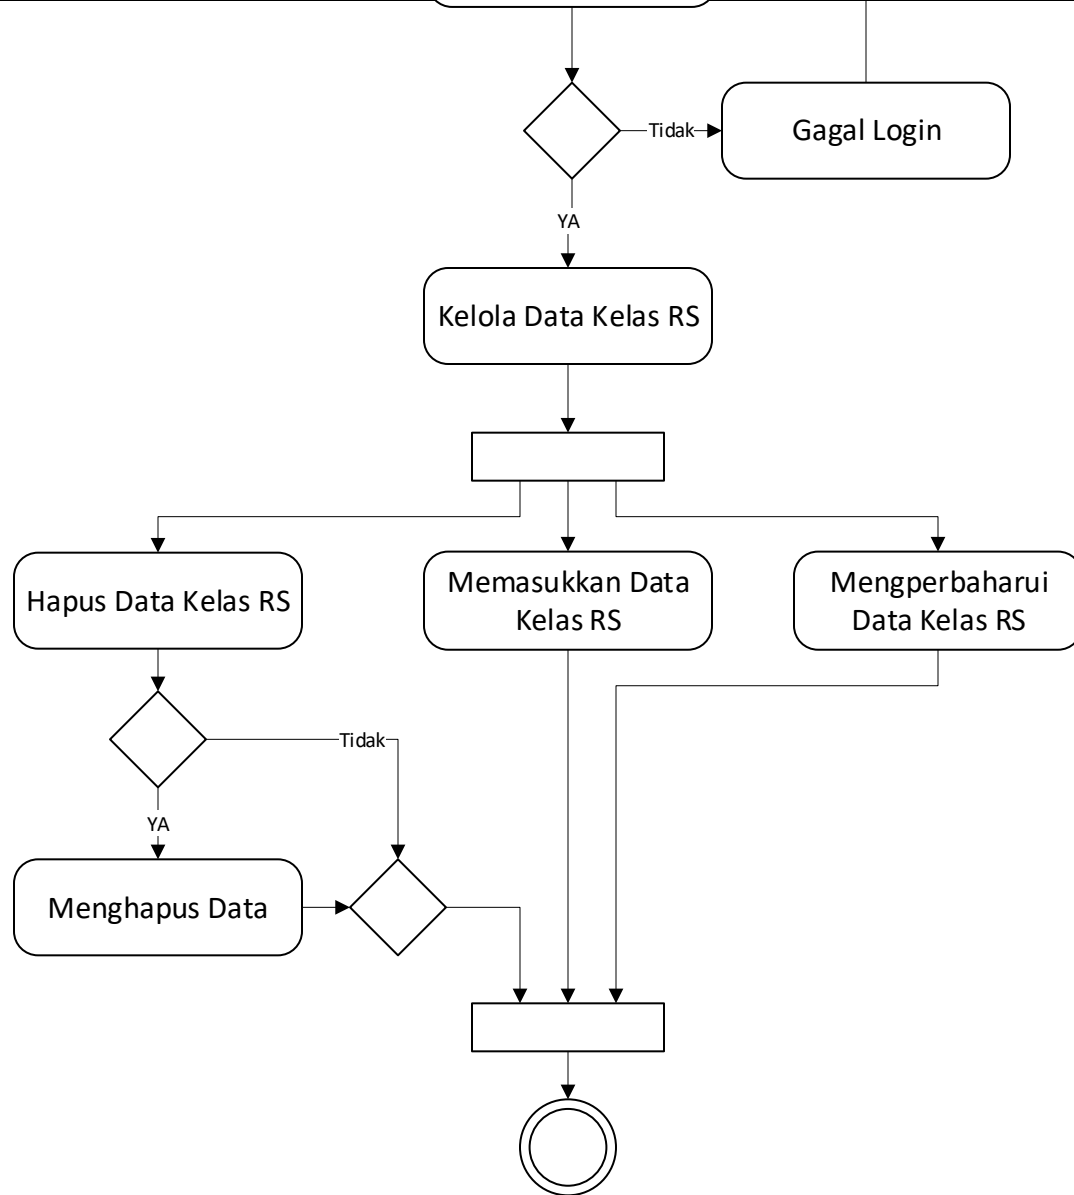 Tidak
Gagal Login
YA
Kelola Data Kelas RS
Hapus Data Kelas RS
Memasukkan Data
Kelas RS
Mengperbaharui
Data Kelas RS
Tidak
YA
Menghapus Data